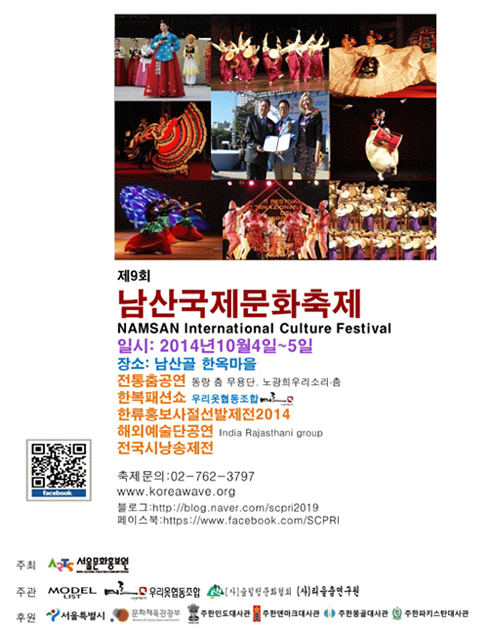 제9회
남산국제문화축제
NAMSAN International Culture Festival
일시: 2014년10월4일~5일
장소: 남산골 한옥마을
전통춤공연 동랑 춤 무용단. 노광희우리소리·춤
한복패션쇼 우리옷협동조합
한류홍보사절선발제전2014
해외예술단공연 India Rajasthani group
전국시낭송제전
facebook
축제문의:02-762-3797
www.koreawave.org
블로그:http://blog.naver.com/scpri2019
페이스북:https://www.facebook.com/SCPRI
주최 ARTS 서울문화홍보원
주관 MODEL LIST 우리옷협동조합 (사)리을춤연구원
후원 서울특별시 문화체육관광부 주한인도대사관 주한덴마크대사관 주한몽골대사관 주한파키스탄대사관